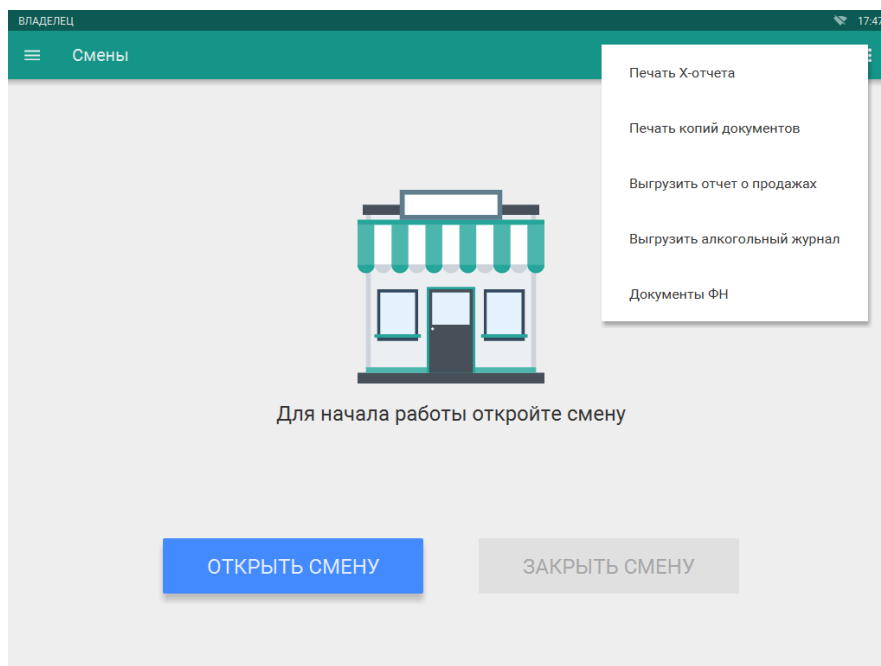 ВЛАДЕЛЕЦ
17:47
Смены
Печать X-отчета
Печать копий документов
Выгрузить отчет о продажах
Выгрузить алкогольный журнал
Документы ФН
Для начала работы откройте смену
ОТКРЫТЬ СМЕНУ
ЗАКРЫТЬ СМЕНУ